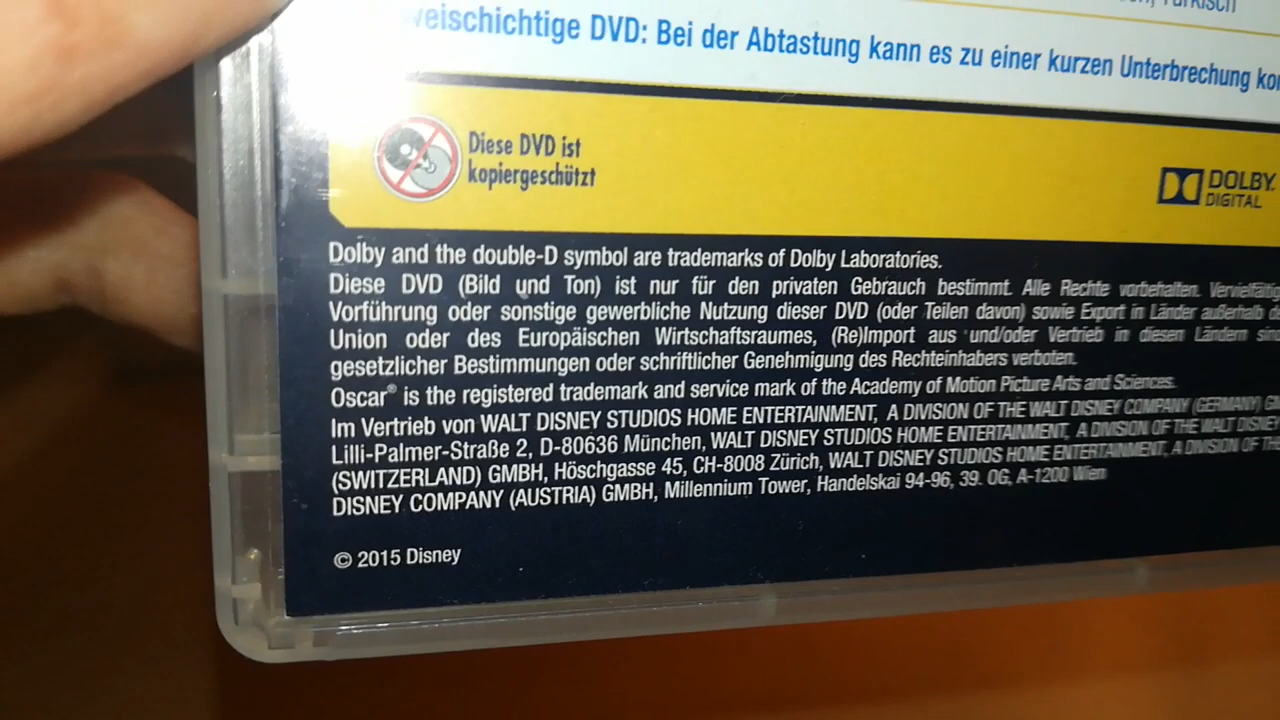 Türkisch
weischichtige DVD: Bei der Abtastung kann es zu einer kurzen Unterbrechung
Diese DVD ist
kopiergeschützt
DOLBY
DIGITAL
Dolby and the double-D symbol are trademarks of Dolby Laboratories.
Diese DVD (Bild und Ton) ist nur für den privaten Gebrauch bestimmt. Alle Rechte vorbehalten.
Vorführung oder sonstige gewerbliche Nutzung dieser DVD (oder Teilen davon) sowie Export in Länder außerhalb
Union oder des Europäischen Wirtschaftsraumes, (Re)Import aus und/oder Vertrieb in diesen Ländern
gesetzlicher Bestimmungen oder schriftlicher Genehmigung des Rechteinhabers verboten.
Oscar® is the registered trademark and service mark of the Academy of Motion Picture Arts and Sciences.
Im Vertrieb von WALT DISNEY STUDIOS HOME ENTERTAINMENT, A DIVISION OF THE WALT DISNEY COMPANY (GERMANY)
Lilli-Palmer-Straße 2, D-80636 München, WALT DISNEY STUDIOS HOME ENTERTAINMENT, A DIVISION OF THE WALT DISNEY
(SWITZERLAND) GMBH, Höschgasse 45, CH-8008 Zürich, WALT DISNEY STUDIOS HOME ENTERTAINMENT, A DIVISION OF
DISNEY COMPANY (AUSTRIA) GMBH, Millennium Tower, Handelskai 94-96, 39. OG, A-1200 Wien
© 2015 Disney